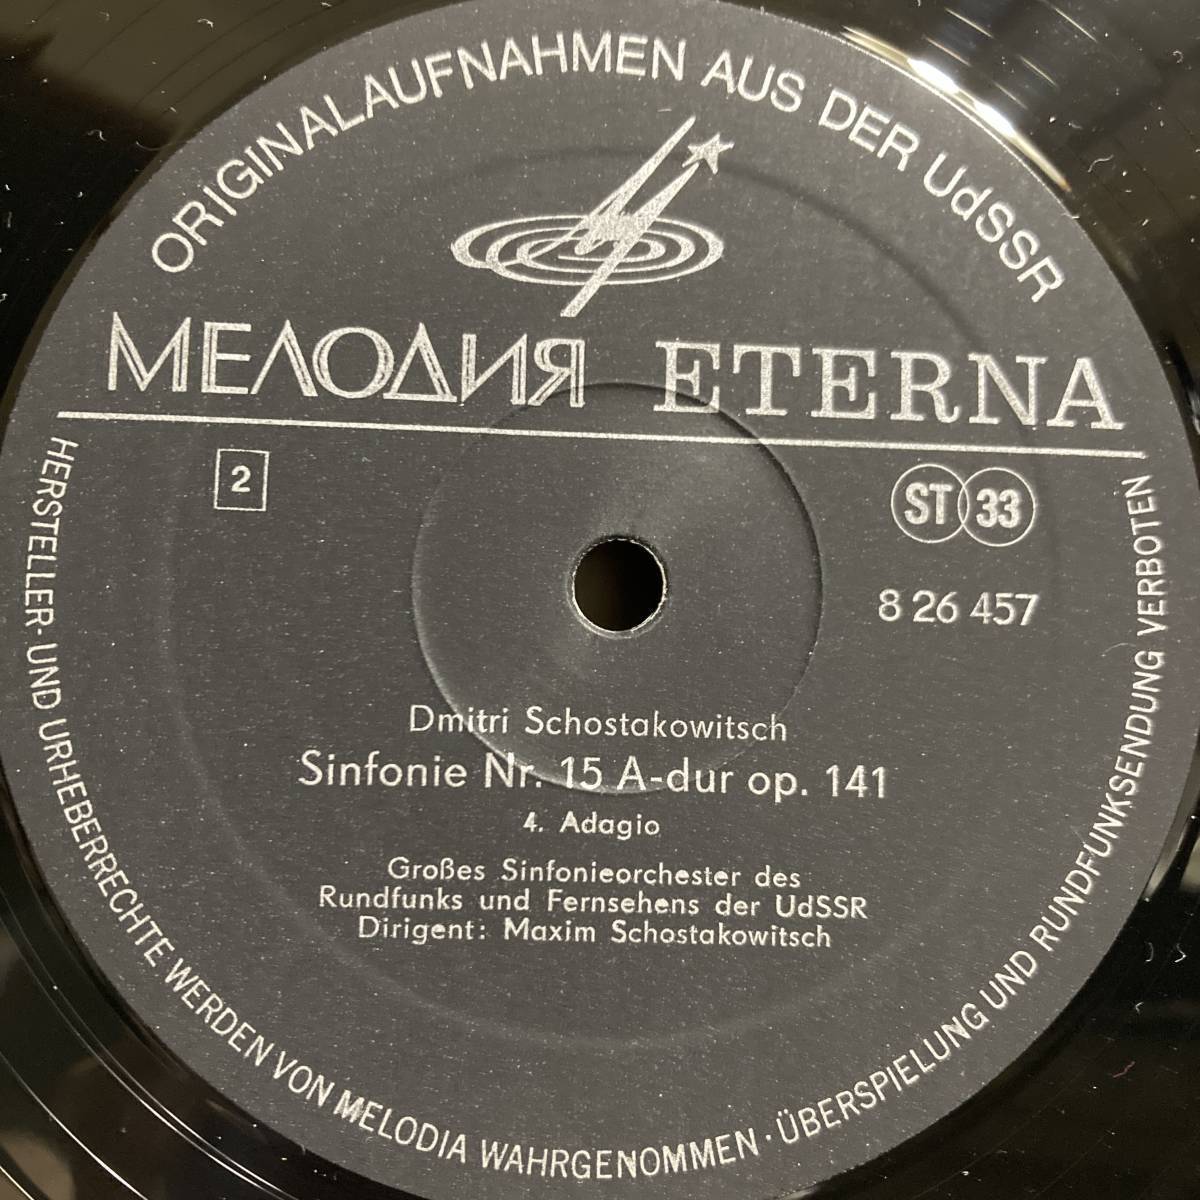 ORIGINALAUFNAHMEN AUS DER UdSSR
МЕЛОДИЯ ETERNA
2
ST 33
8 26 457
Dmitri Schostakowitsch
Sinfonie Nr. 15 A-dur op. 141
4. Adagio
Großes Sinfonieorchester des
Rundfunks und Fernsehens der UdSSR
Dirigent: Maxim Schostakowitsch
HERSTELLER- UND URHEBERRECHTE WERDEN VON MELODIA WAHRGENOMMEN · ÜBERSPIELUNG UND RUNDFUNKSENDUNG VERBOTEN